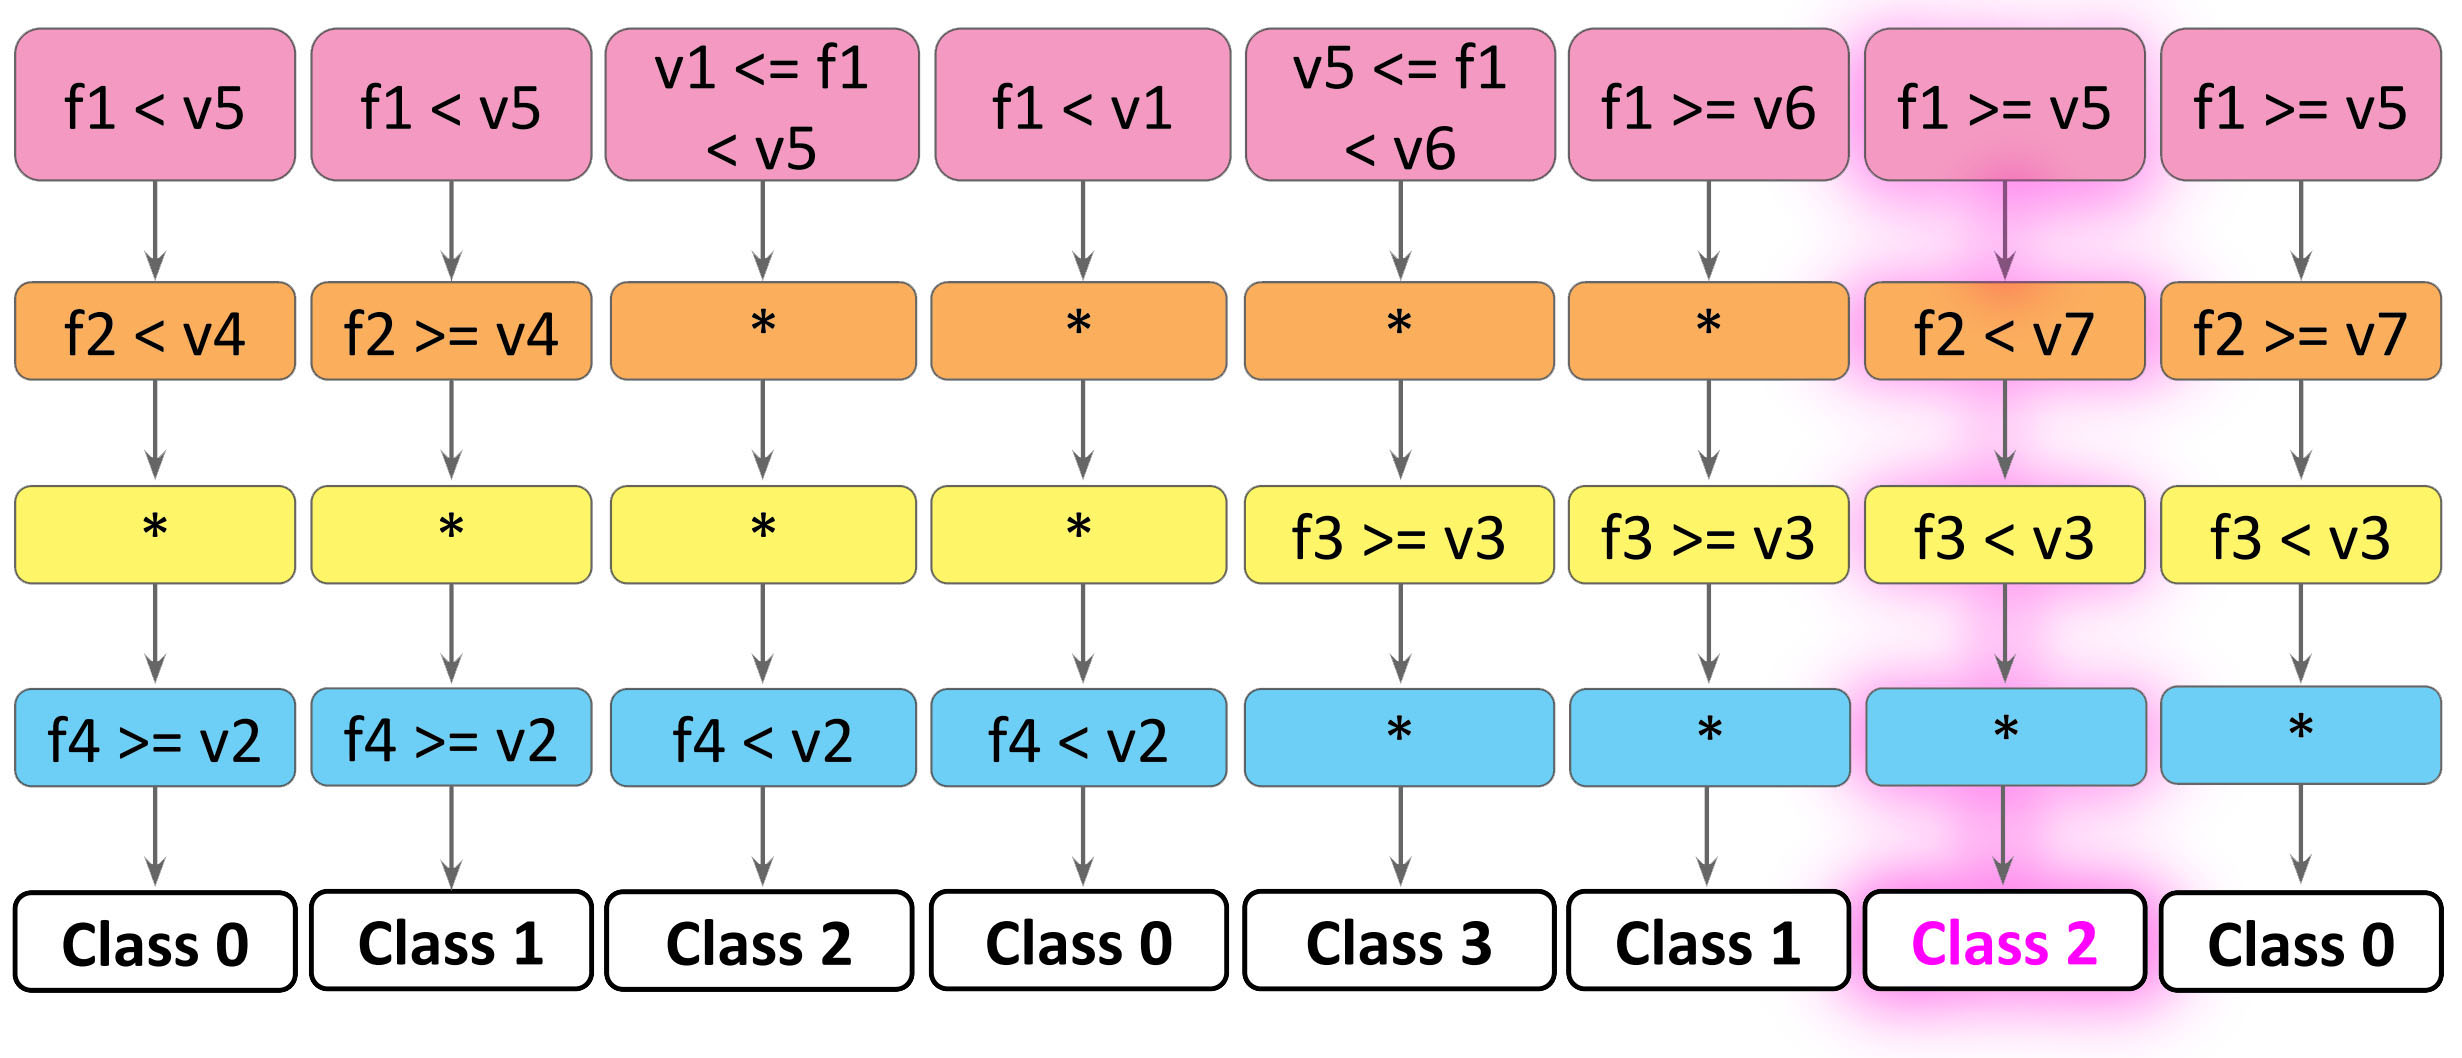 f1 < v5
f1 < v5
v1 <= f1
< v5
f1 < v1
v5 <= f1
< v6
f1 >= v6
f1 >= v5
f1 >= v5
f2 < v4
f2 >= v4
*
*
*
*
f2 < v7
f2 >= v7
*
*
*
*
f3 >= v3
f3 >= v3
f3 < v3
f3 < v3
f4 >= v2
f4 >= v2
f4 < v2
f4 < v2
*
*
*
*
Class 0
Class 1
Class 2
Class 0
Class 3
Class 1
Class 2
Class 0